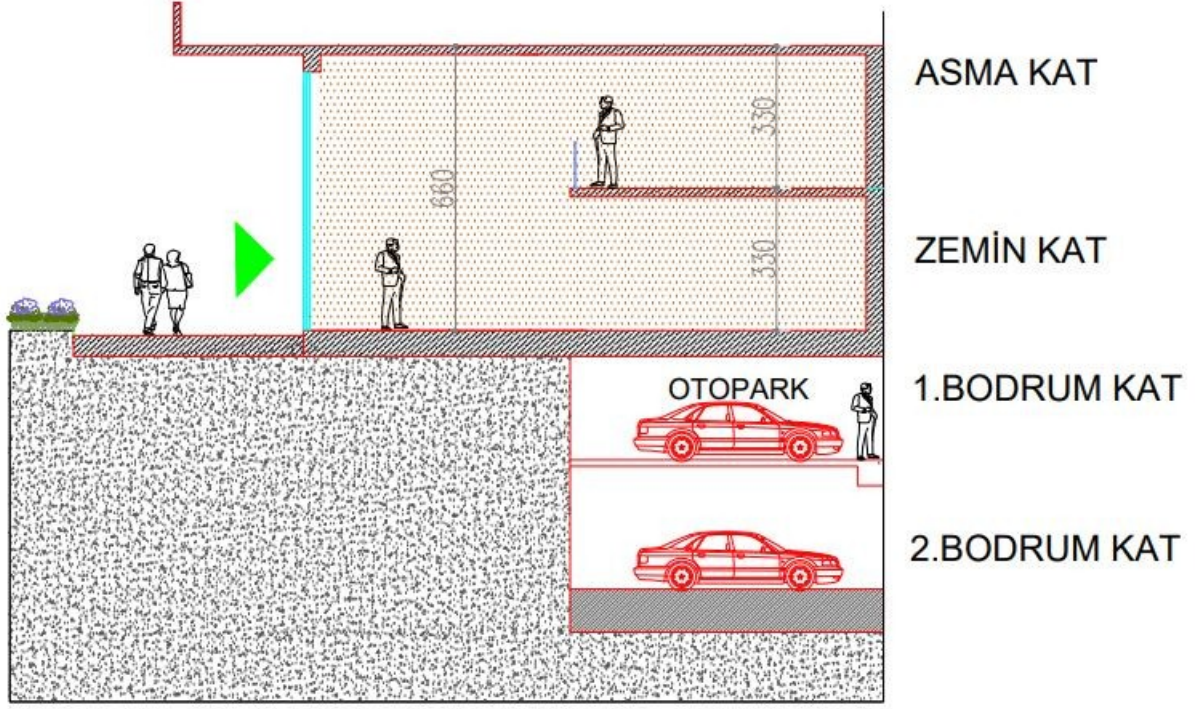 ASMA KAT
330
660
ZEMİN KAT
330
OTOPARK
1.BODRUM KAT
2.BODRUM KAT